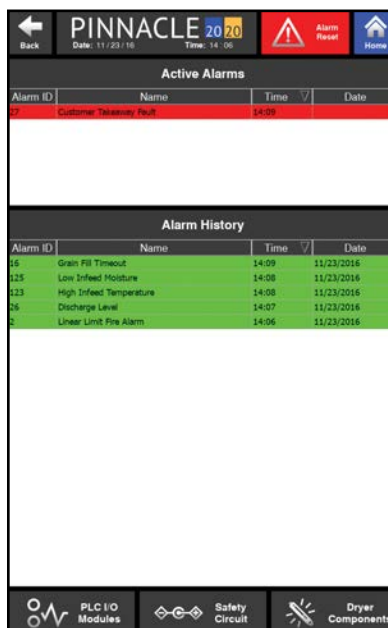 PINNACLE 20 20
Back
Date: 11/23/16 Time: 14:06
Alarm Reset
Home
Active Alarms
Alarm ID Name Time Date
27 Customer Takeaway Fault 14:09
Alarm History
Alarm ID Name Time Date
16 Grain Fill Timeout 14:09 11/23/2016
125 Low Infeed Moisture 14:08 11/23/2016
123 High Infeed Temperature 14:08 11/23/2016
26 Discharge Level 14:07 11/23/2016
2 Linear Limit Fire Alarm 14:06 11/23/2016
PLC I/O Modules
Safety Circuit
Dryer Components